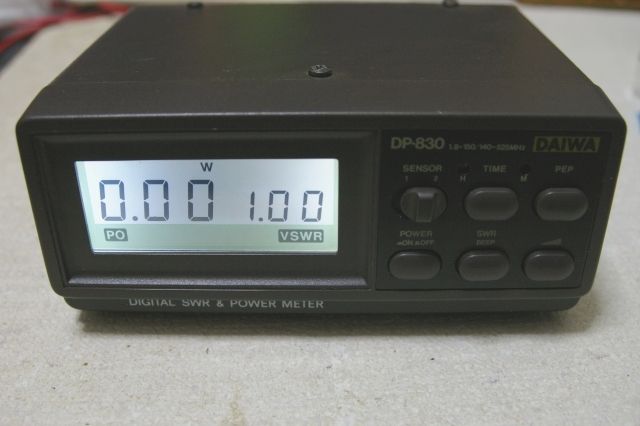 DP-830 1.8~150/140~525MHz DAIWA
SENSOR TIME PEP
1 2 H M
W
0.00 1.00
PO VSWR
POWER SWR
ON OFF BEEP
DIGITAL SWR & POWER METER